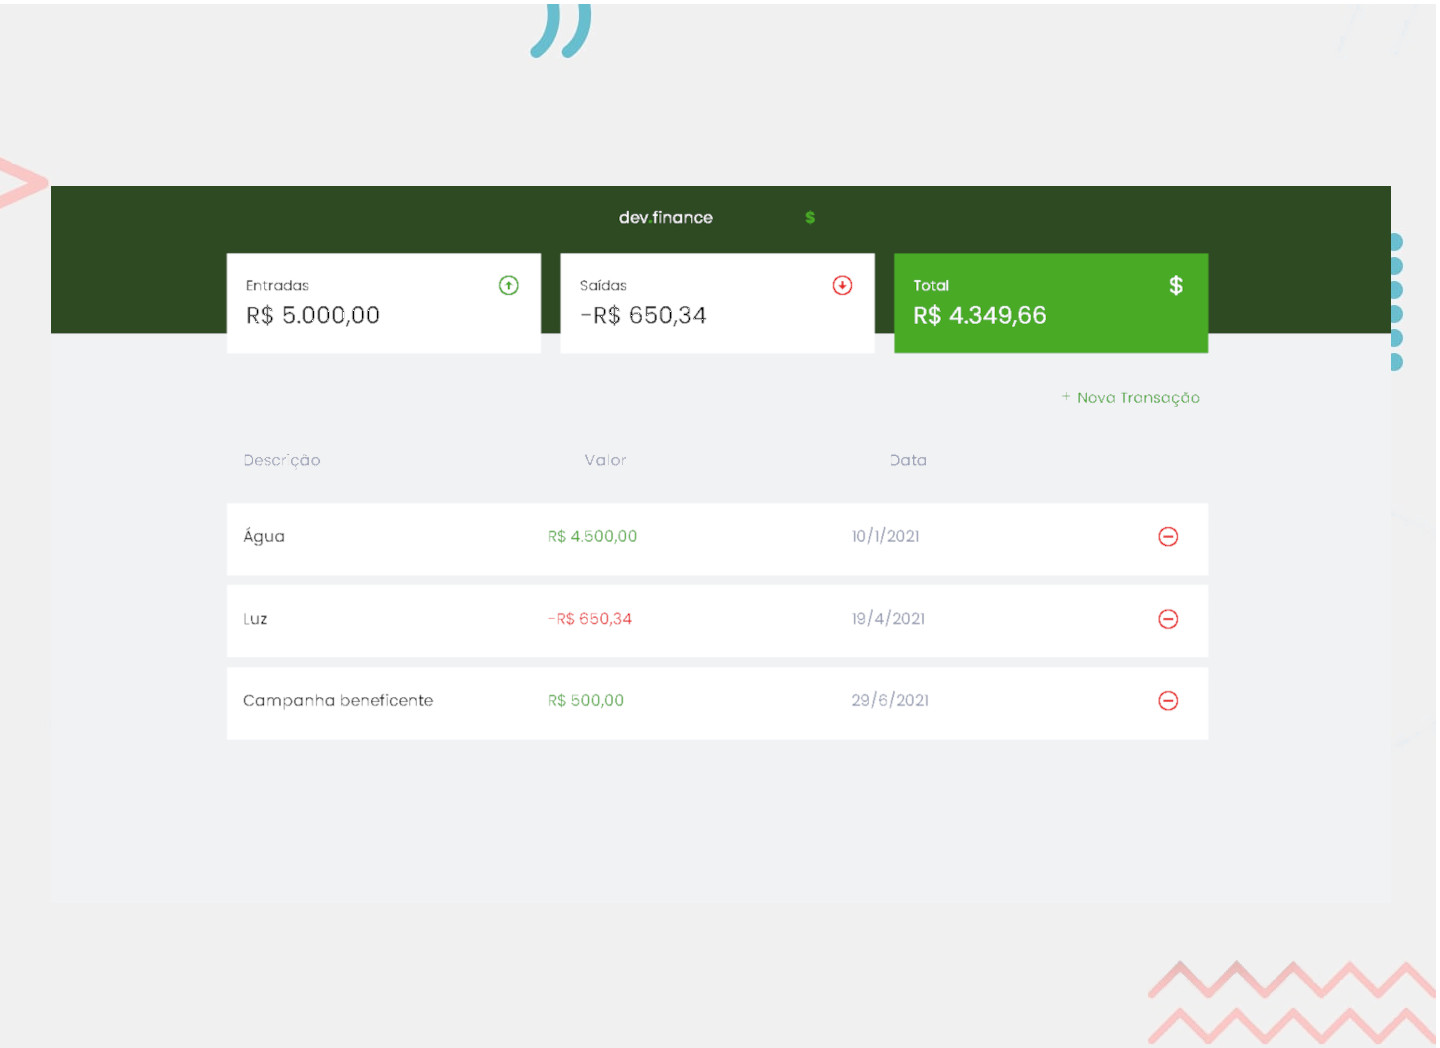 dev.finance $
Entradas
R$ 5.000,00
Saídas
-R$ 650,34
Total $
R$ 4.349,66
+ Nova Transação
Descrição Valor Data
Água R$ 4.500,00 10/1/2021
Luz -R$ 650,34 19/4/2021
Campanha beneficente R$ 500,00 29/6/2021